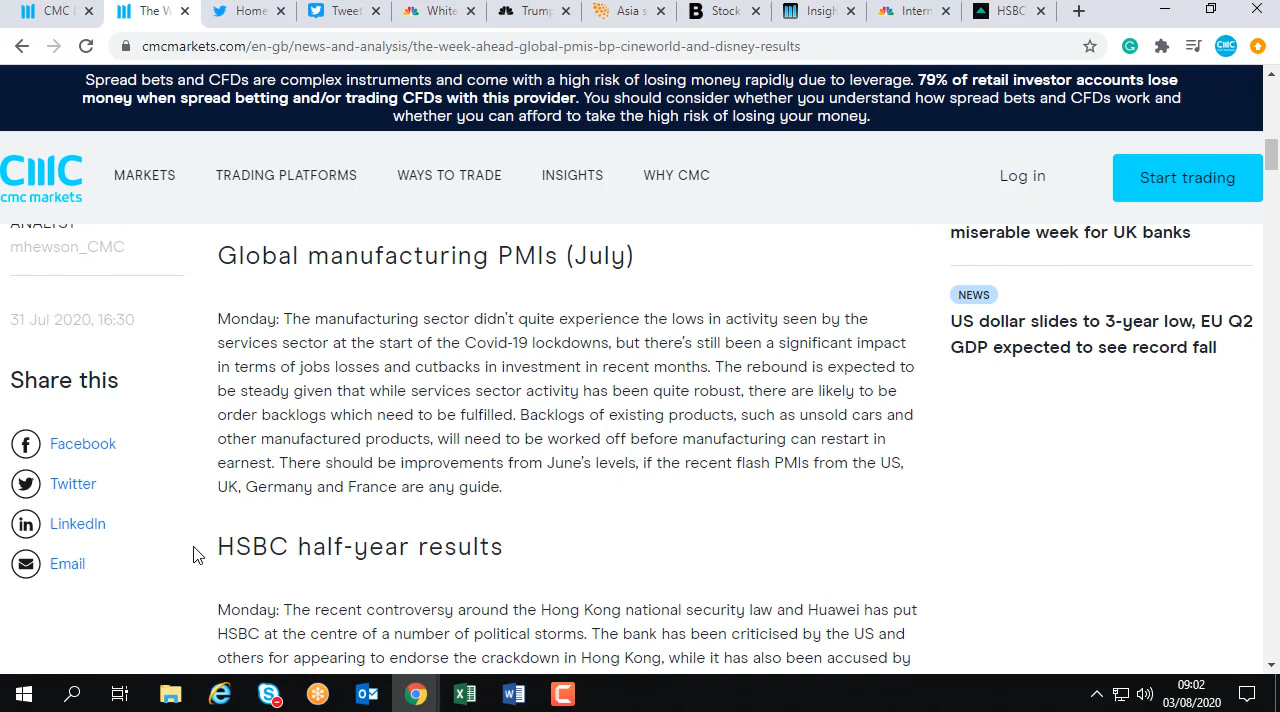 CMC
The W
Home
Tweet
White
Trump
Asia s
Stock
Insigh
Intern
HSBC
cmcmarkets.com/en-gb/news-and-analysis/the-week-ahead-global-pmis-bp-cineworld-and-disney-results
Spread bets and CFDs are complex instruments and come with a high risk of losing money rapidly due to leverage. 79% of retail investor accounts lose
money when spread betting and/or trading CFDs with this provider. You should consider whether you understand how spread bets and CFDs work and
whether you can afford to take the high risk of losing your money.
cmc
cmc markets
MARKETS
TRADING PLATFORMS
WAYS TO TRADE
INSIGHTS
WHY CMC
Log in
Start trading
ANALYST
mhewson_CMC
31 Jul 2020, 16:30
Share this
Facebook
Twitter
LinkedIn
Email
Global manufacturing PMIs (July)
Monday: The manufacturing sector didn't quite experience the lows in activity seen by the
services sector at the start of the Covid-19 lockdowns, but there's still been a significant impact
in terms of jobs losses and cutbacks in investment in recent months. The rebound is expected to
be steady given that while services sector activity has been quite robust, there are likely to be
order backlogs which need to be fulfilled. Backlogs of existing products, such as unsold cars and
other manufactured products, will need to be worked off before manufacturing can restart in
earnest. There should be improvements from June's levels, if the recent flash PMIs from the US,
UK, Germany and France are any guide.
HSBC half-year results
Monday: The recent controversy around the Hong Kong national security law and Huawei has put
HSBC at the centre of a number of political storms. The bank has been criticised by the US and
others for appearing to endorse the crackdown in Hong Kong, while it has also been accused by
miserable week for UK banks
NEWS
US dollar slides to 3-year low, EU Q2
GDP expected to see record fall
09:02
03/08/2020